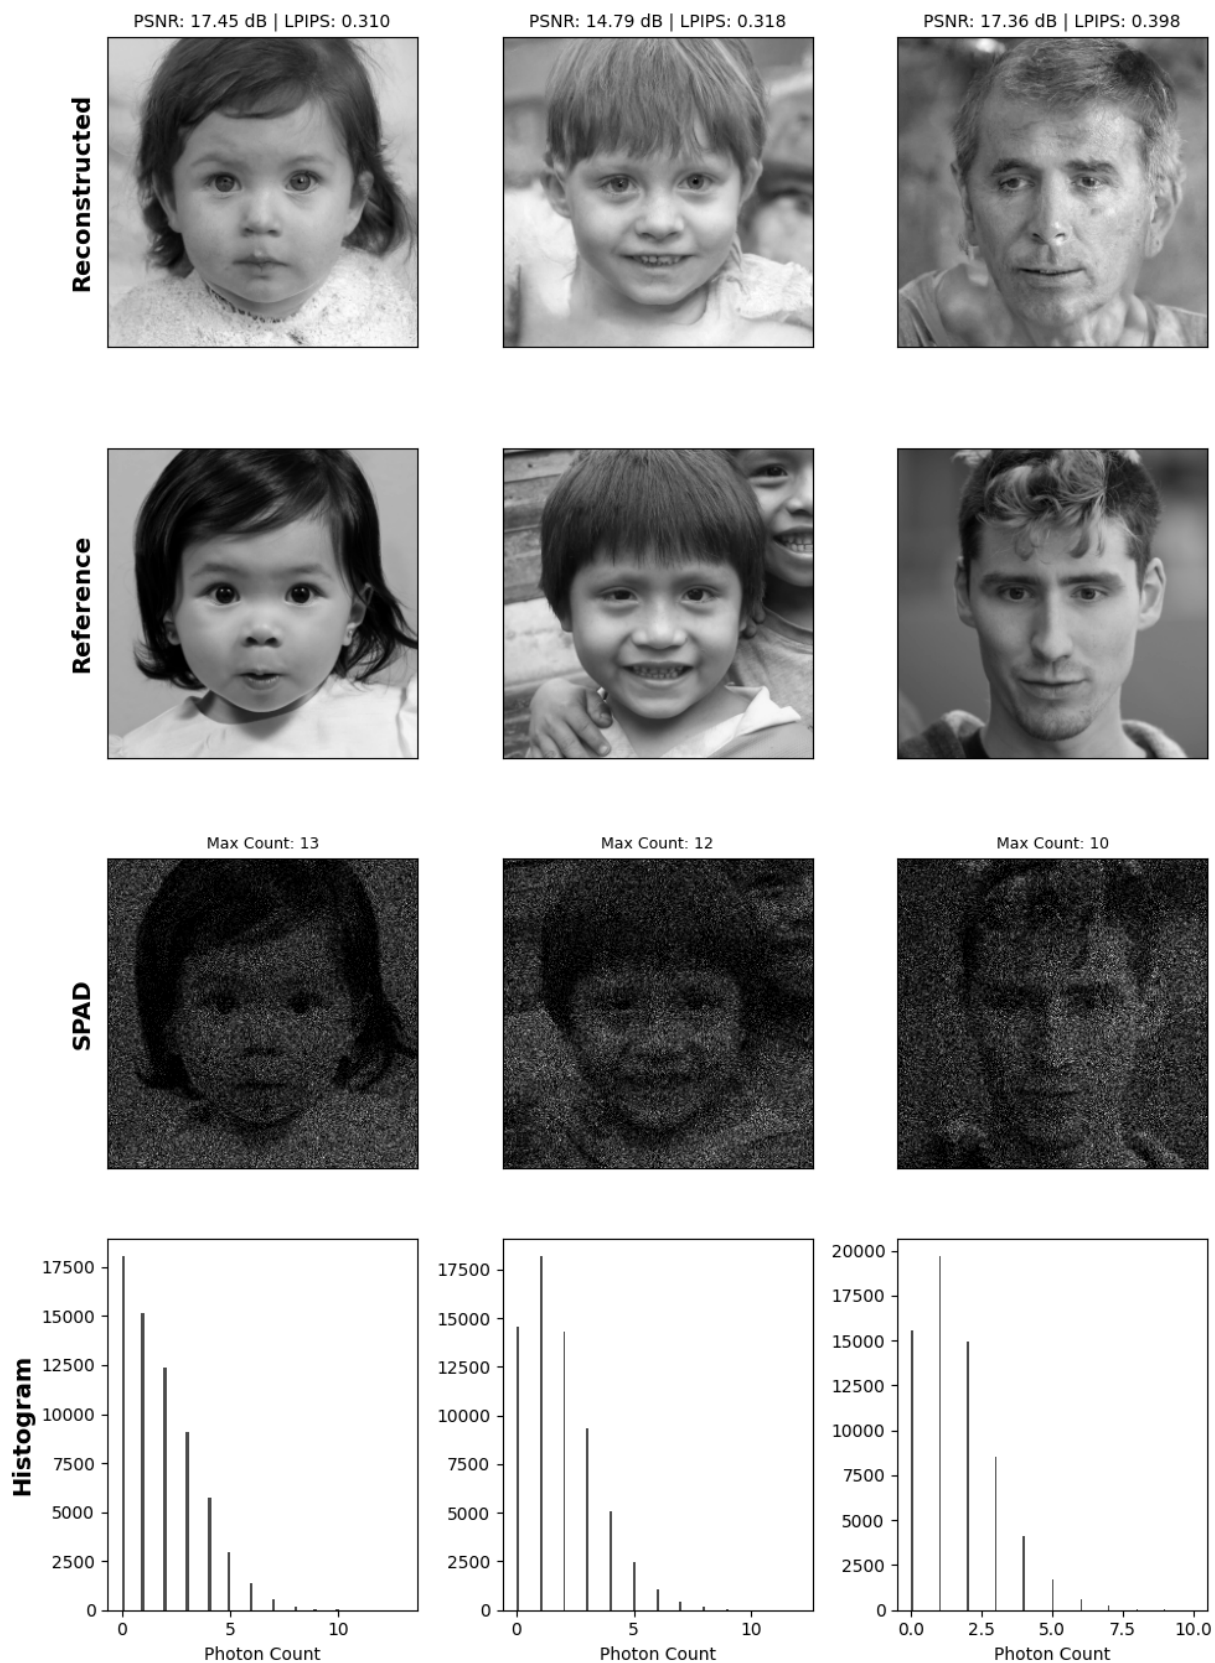 PSNR: 17.45 dB | LPIPS: 0.310
PSNR: 14.79 dB | LPIPS: 0.318
PSNR: 17.36 dB | LPIPS: 0.398
Reconstructed
Reference
Max Count: 13
Max Count: 12
Max Count: 10
SPAD
Histogram
17500
15000
12500
10000
7500
5000
2500
0
0
5
10
Photon Count
17500
15000
12500
10000
7500
5000
2500
0
0
5
10
Photon Count
20000
17500
15000
12500
10000
7500
5000
2500
0
0.0
2.5
5.0
7.5
10.0
Photon Count